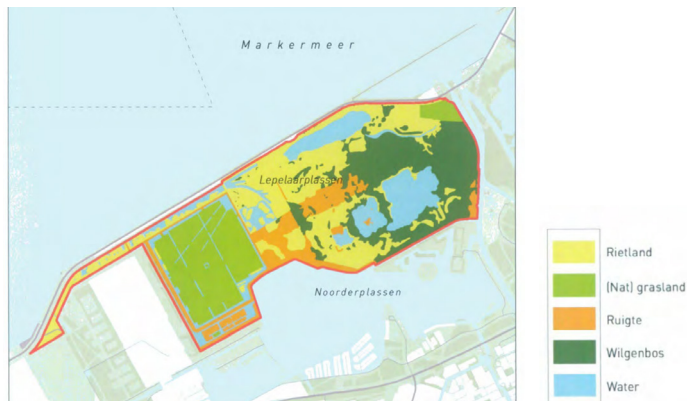 Markermeer
Lepelaarplassen
Noorderplassen
Rietland
(Nat) grasland
Ruigte
Wilgenbos
Water